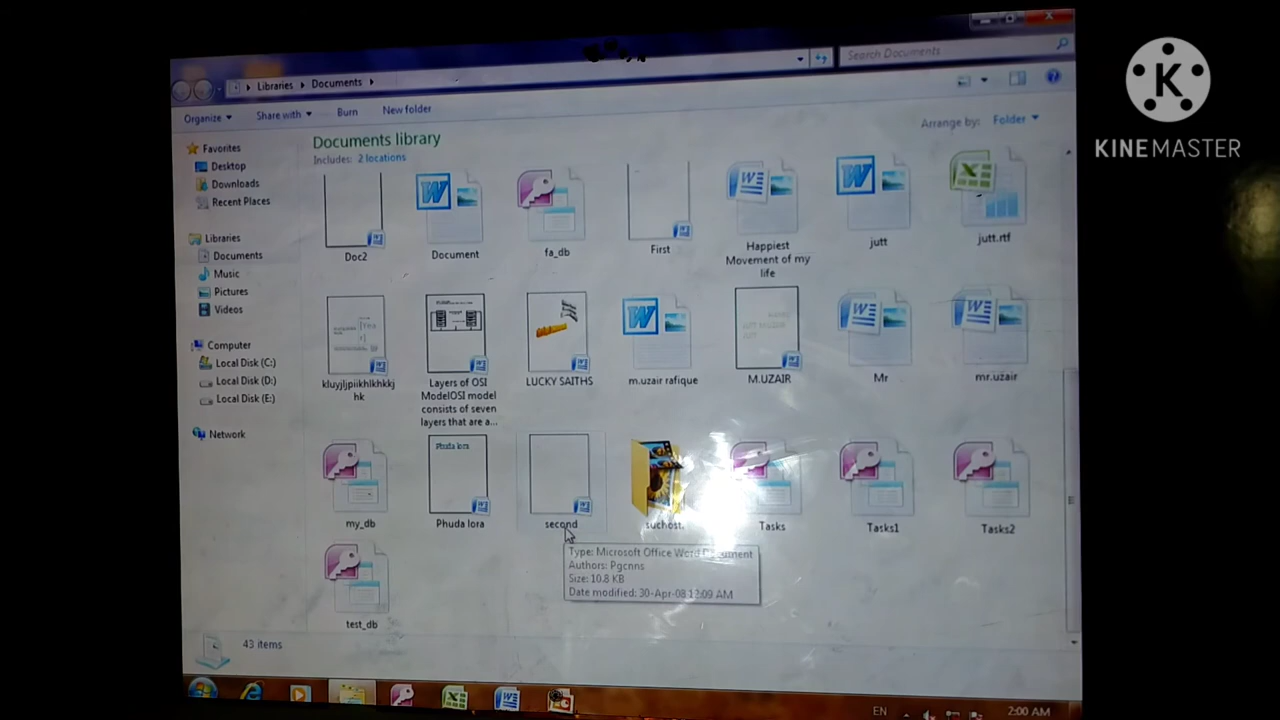 K
KINEMASTER
Search Documents
Libraries
Documents
Organize
Share with
Burn
New folder
Documents library
Includes: 2 locations
Arrange by:
Folder
Favorites
Desktop
Downloads
Recent Places
Libraries
Documents
Music
Pictures
Videos
Computer
Local Disk (C:)
Local Disk (D:)
Local Disk (E:)
Network
Doc2
Document
fa_db
First
Happiest
Movement of my
life
jutt
jutt.rtf
kluyjljpiikhlkhkkj
hk
Layers of OSI
ModelOSI model
consists of seven
layers that are a...
LUCKY SAITHS
m.uzair rafique
M.UZAIR
Mr
mr.uzair
my_db
Phuda lora
Phuda lora
second
suchost.
Tasks
Tasks1
Tasks2
Type: Microsoft Office Word Document
Authors: Pgcnns
Size: 10.8 KB
Date modified: 30-Apr-08 12:09 AM
test_db
43 items
EN
2:00 AM